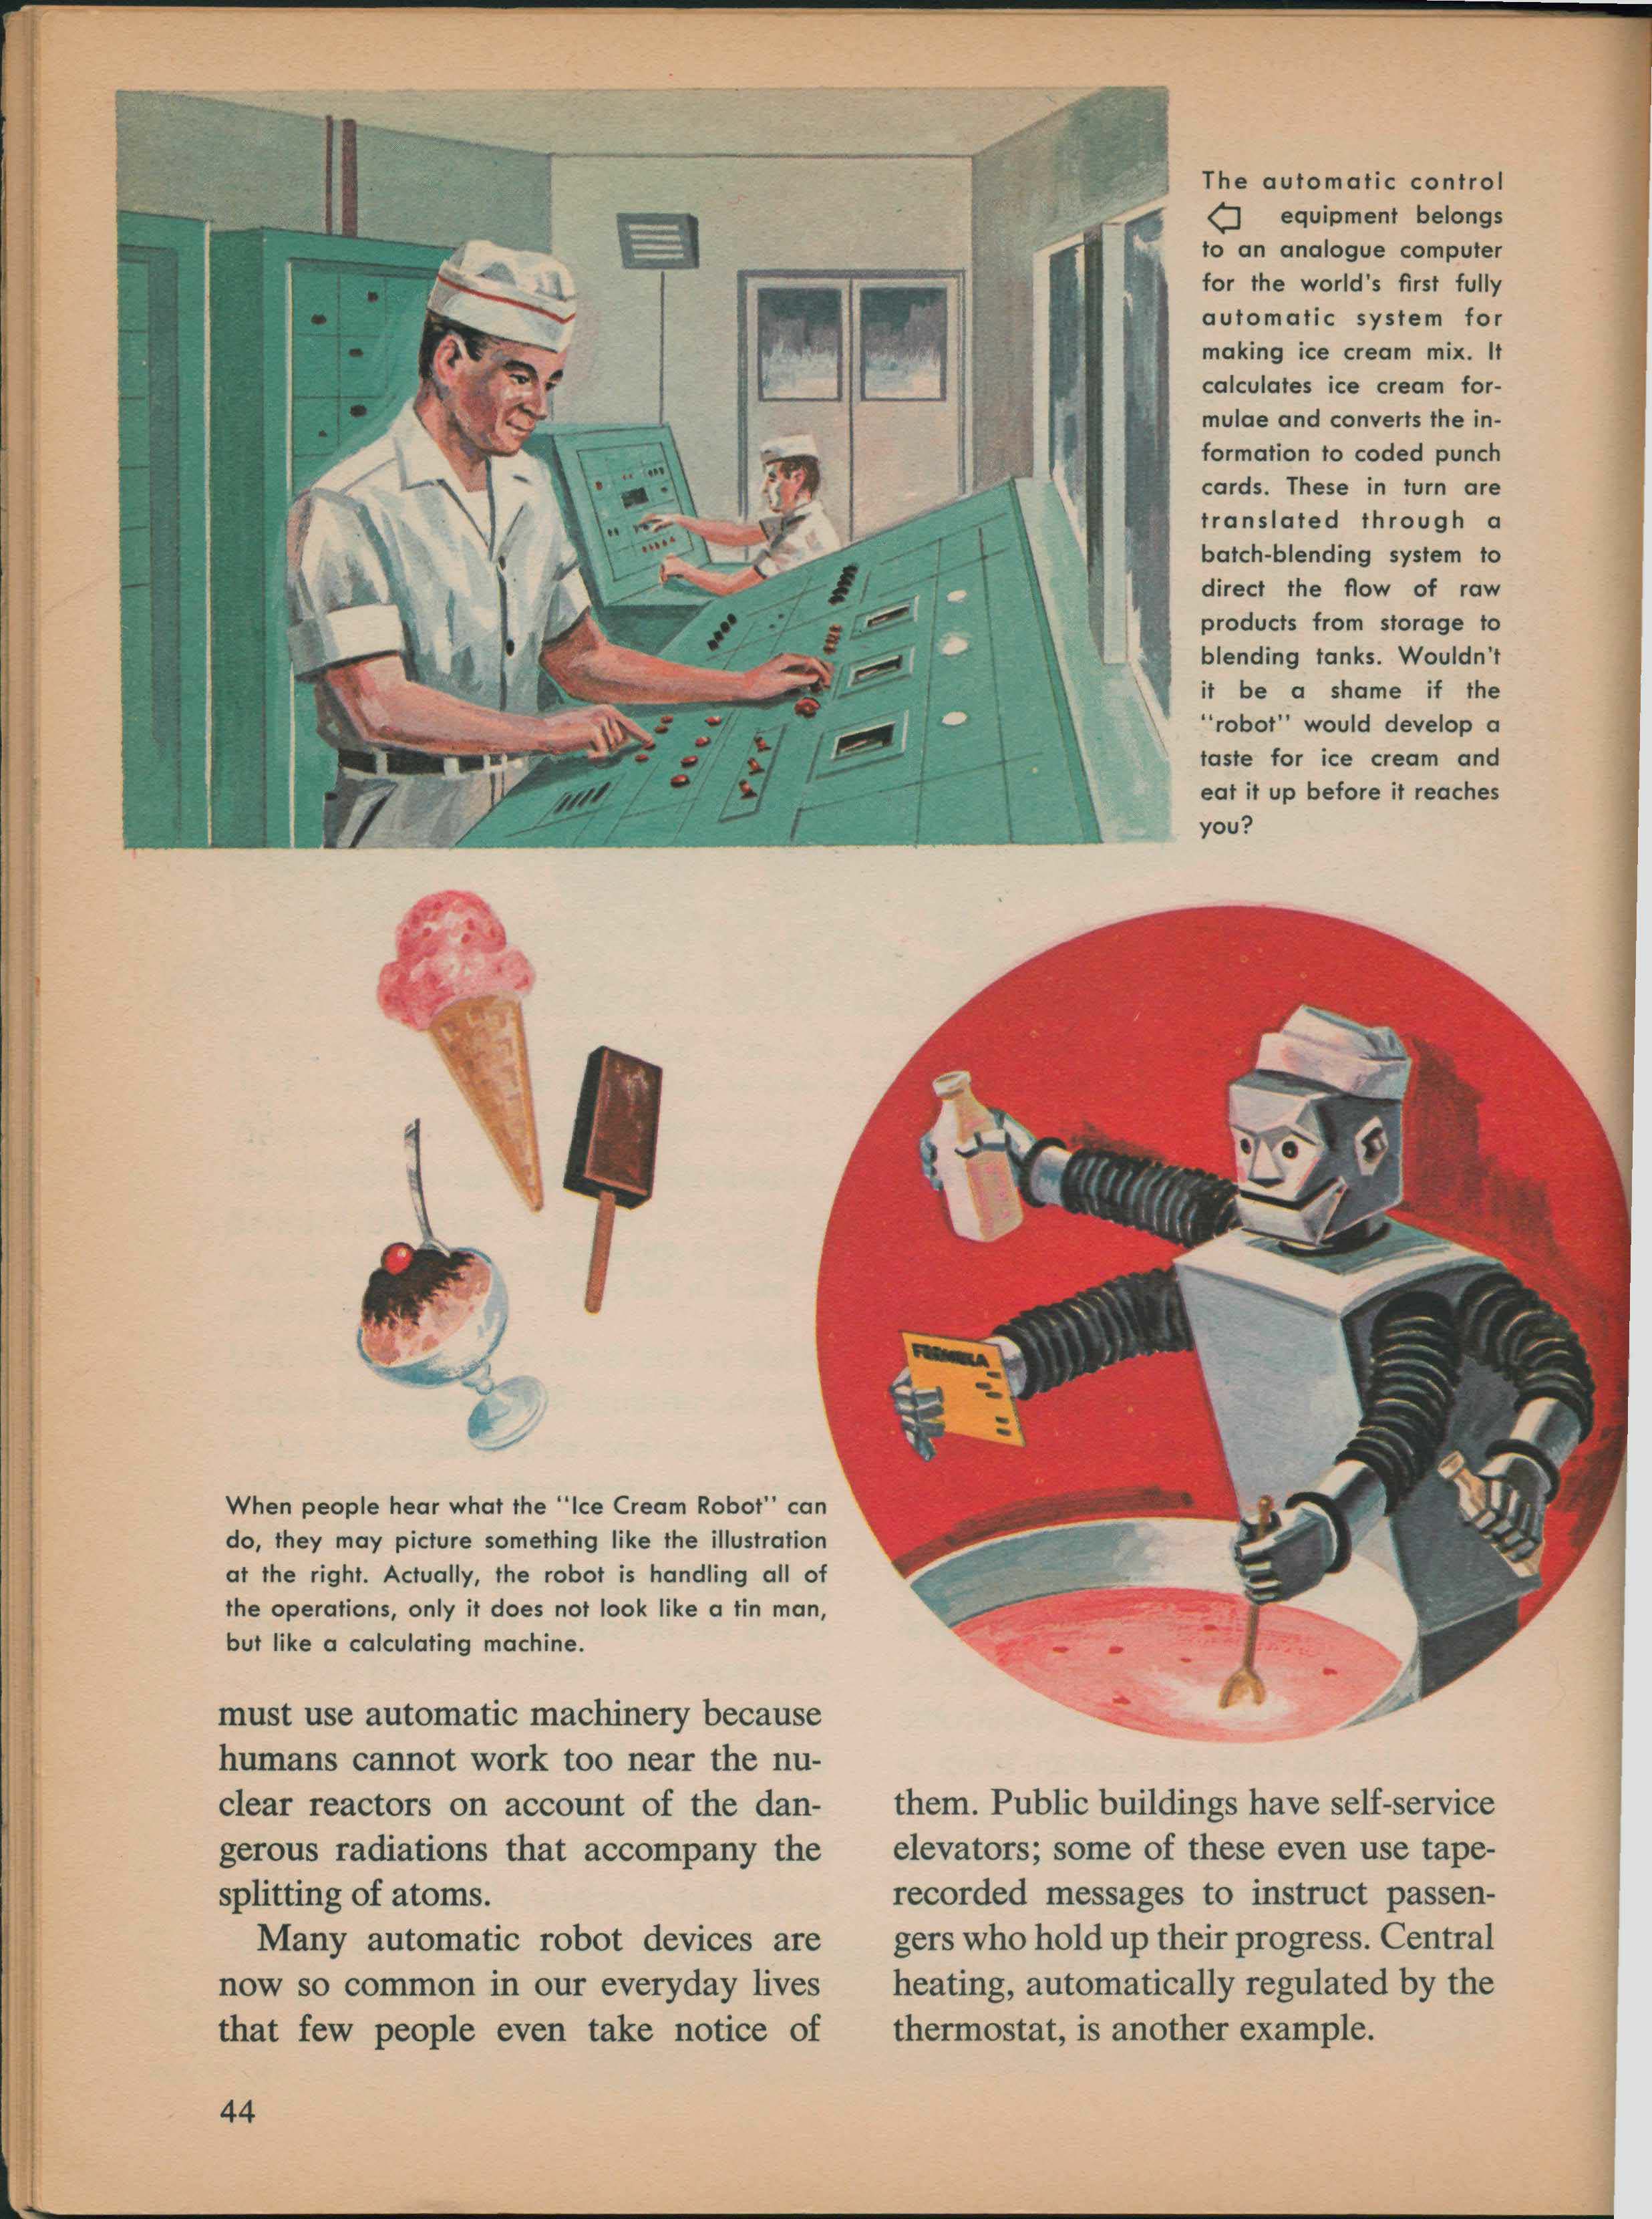 The automatic control
equipment belongs
to an analogue computer
for the world's first fully
automatic system for
making ice cream mix. It
calculates ice cream for-
mulae and converts the in-
formation to coded punch
cards. These in turn are
translated through a
batch-blending system to
direct the flow of raw
products from storage to
blending tanks. Wouldn't
it be a shame if the
"robot" would develop a
taste for ice cream and
eat it up before it reaches
you?
FORMULA
When people hear what the "Ice Cream Robot" can
do, they may picture something like the illustration
at the right. Actually, the robot is handling all of
the operations, only it does not look like a tin man,
but like a calculating machine.
must use automatic machinery because
humans cannot work too near the nu-
clear reactors on account of the dan-
gerous radiations that accompany the
splitting of atoms.
Many automatic robot devices are
now so common in our everyday lives
that few people even take notice of
them. Public buildings have self-service
elevators; some of these even use tape-
recorded messages to instruct passen-
gers who hold up their progress. Central
heating, automatically regulated by the
thermostat, is another example.
44